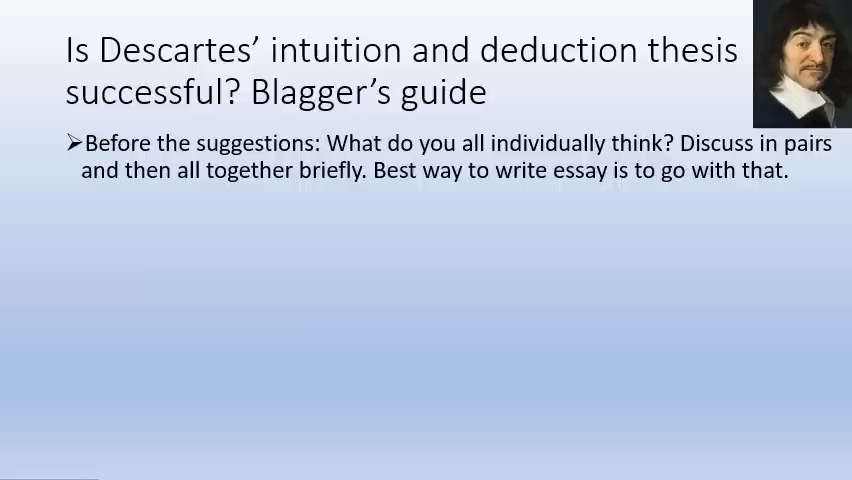 Is Descartes’ intuition and deduction thesis
successful? Blagger’s guide
➢Before the suggestions: What do you all individually think? Discuss in pairs
and then all together briefly. Best way to write essay is to go with that.